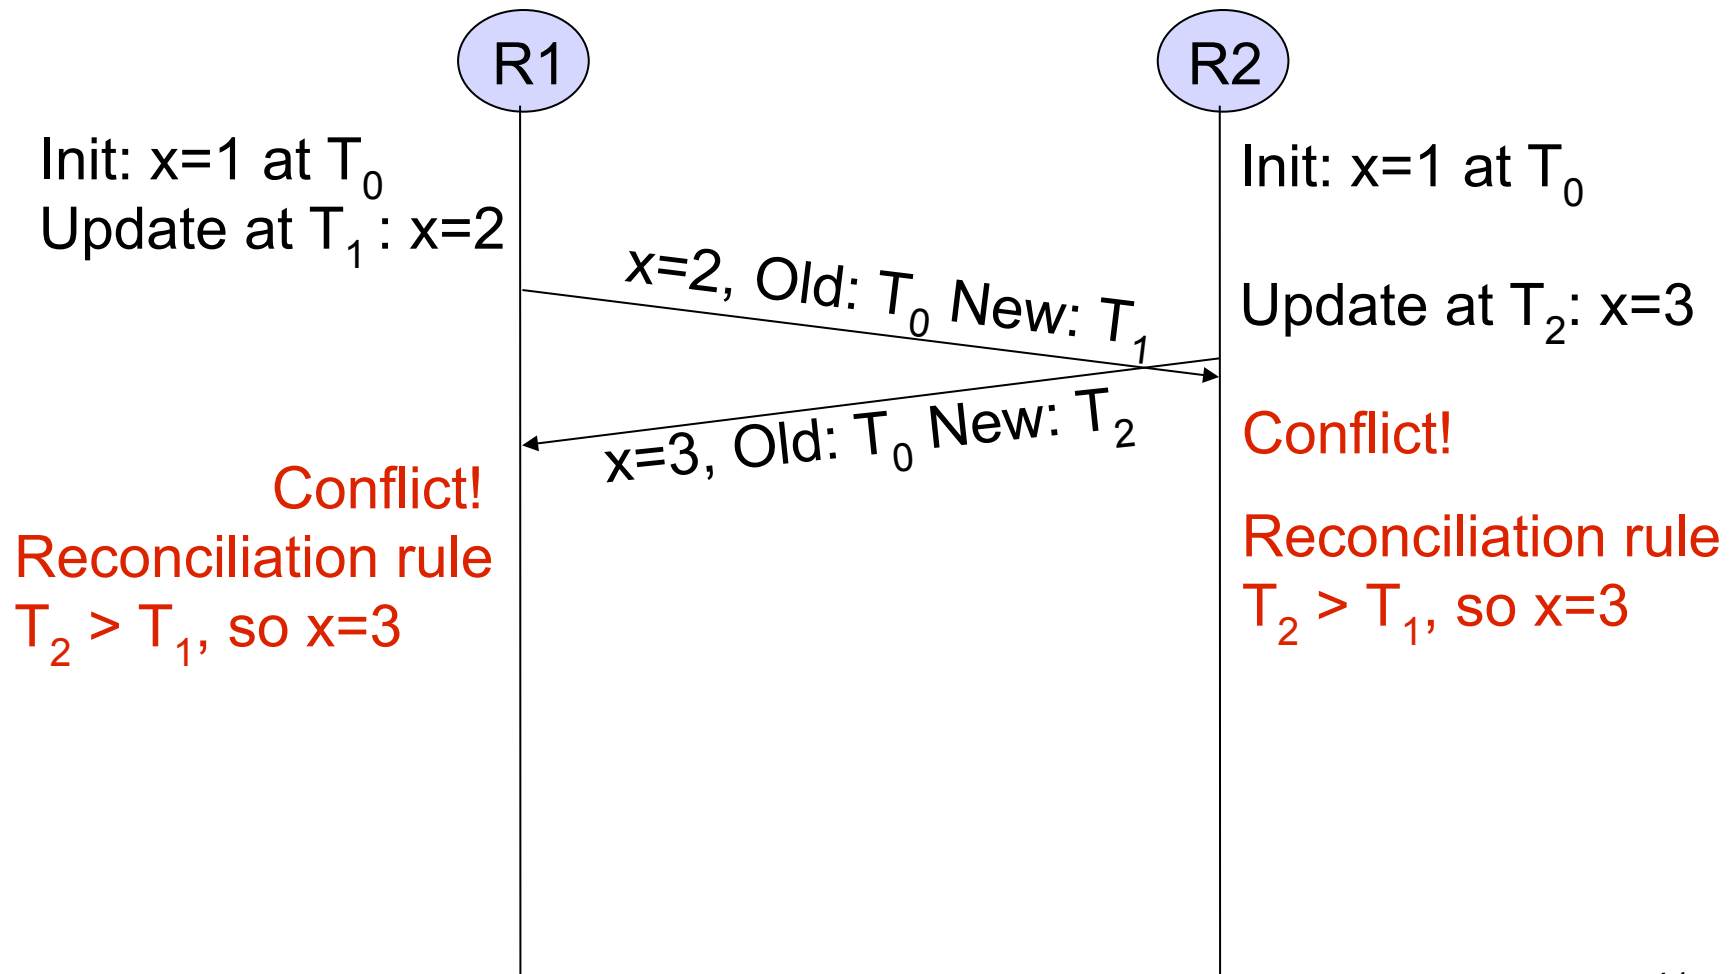 R1
R2
Init: x=1 at T₀
Update at T₁ : x=2
Init: x=1 at T₀
Update at T₂: x=3
x=2, Old: T₀ New: T₁
x=3, Old: T₀ New: T₂
Conflict!
Reconciliation rule
T₂ > T₁, so x=3
Conflict!
Reconciliation rule
T₂ > T₁, so x=3